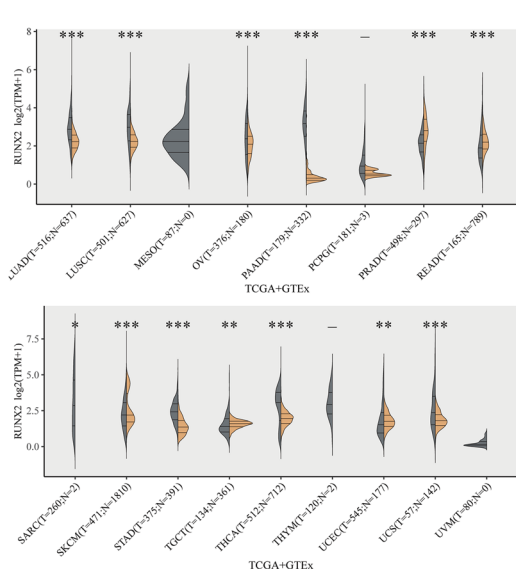 8
6
4
2
0
RUNX2 log2(TPM+1)
***
***
***
***
—
***
***
LUAD(T=516;N=637)
LUSC(T=501;N=627)
MESO(T=87;N=0)
OV(T=376;N=180)
PAAD(T=179;N=332)
PCPG(T=181;N=3)
PRAD(T=498;N=297)
READ(T=165;N=789)
TCGA+GTEx
7.5
5.0
2.5
0.0
RUNX2 log2(TPM+1)
*
***
***
**
***
—
**
***
SARC(T=260;N=2)
SKCM(T=471;N=1810)
STAD(T=375;N=391)
TGCT(T=134;N=361)
THCA(T=512;N=712)
THYM(T=120;N=2)
UCEC(T=545;N=177)
UCS(T=57;N=142)
UVM(T=80;N=0)
TCGA+GTEx